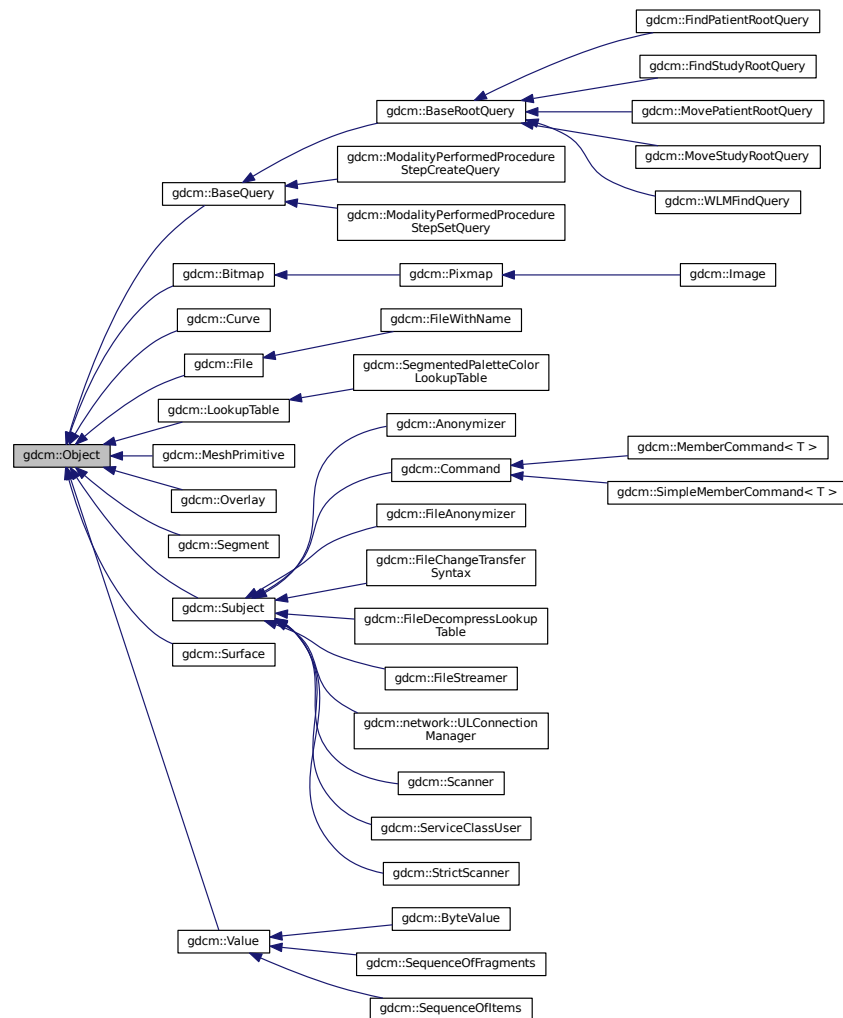 gdcm::FindPatientRootQuery
gdcm::FindStudyRootQuery
gdcm::BaseRootQuery
gdcm::MovePatientRootQuery
gdcm::MoveStudyRootQuery
gdcm::ModalityPerformedProcedure
StepCreateQuery
gdcm::BaseQuery
gdcm::WLMFindQuery
gdcm::ModalityPerformedProcedure
StepSetQuery
gdcm::Bitmap
gdcm::Pixmap
gdcm::Image
gdcm::Curve
gdcm::FileWithName
gdcm::File
gdcm::SegmentedPaletteColor
LookupTable
gdcm::LookupTable
gdcm::Anonymizer
gdcm::Object
gdcm::MeshPrimitive
gdcm::MemberCommand< T >
gdcm::Command
gdcm::SimpleMemberCommand< T >
gdcm::Overlay
gdcm::FileAnonymizer
gdcm::Segment
gdcm::FileChangeTransfer
Syntax
gdcm::Subject
gdcm::FileDecompressLookup
Table
gdcm::Surface
gdcm::FileStreamer
gdcm::network::ULConnection
Manager
gdcm::Scanner
gdcm::ServiceClassUser
gdcm::StrictScanner
gdcm::ByteValue
gdcm::Value
gdcm::SequenceOfFragments
gdcm::SequenceOfItems